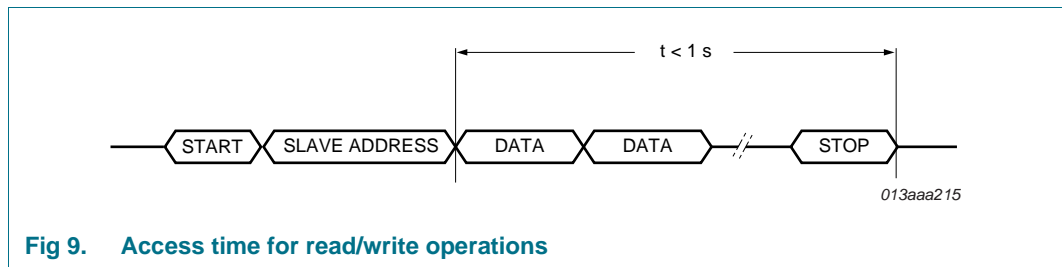 t < 1 s
START SLAVE ADDRESS DATA DATA STOP
013aaa215
Fig 9. Access time for read/write operations